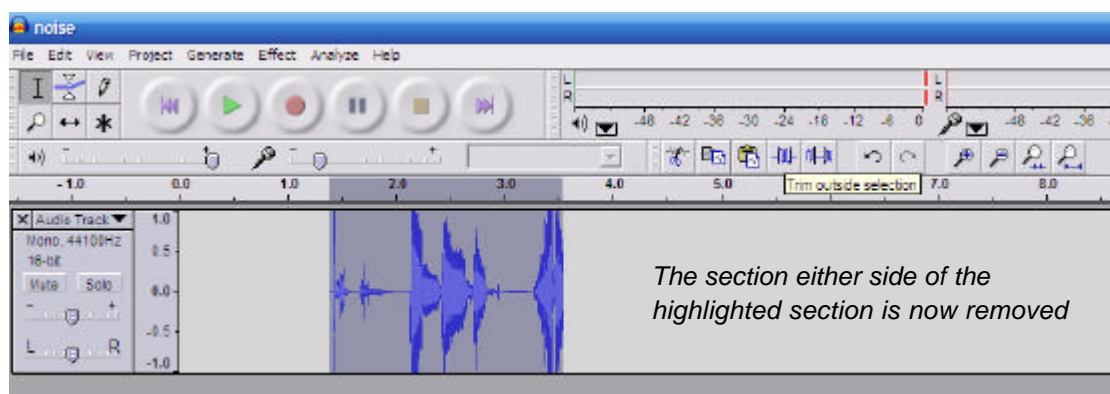 noise
File Edit View Project Generate Effect Analyze Help
L
R
-48 -42 -36 -30 -24 -18 -12 -6 0
L
R
-48 -42 -36
-1.0 0.0 1.0 2.0 3.0 4.0 5.0 Trim outside selection 7.0 8.0
Audio Track
Mono, 44100Hz
16-bit
Mute Solo
- +
L R
1.0
0.5
0.0
-0.5
-1.0
The section either side of the
highlighted section is now removed